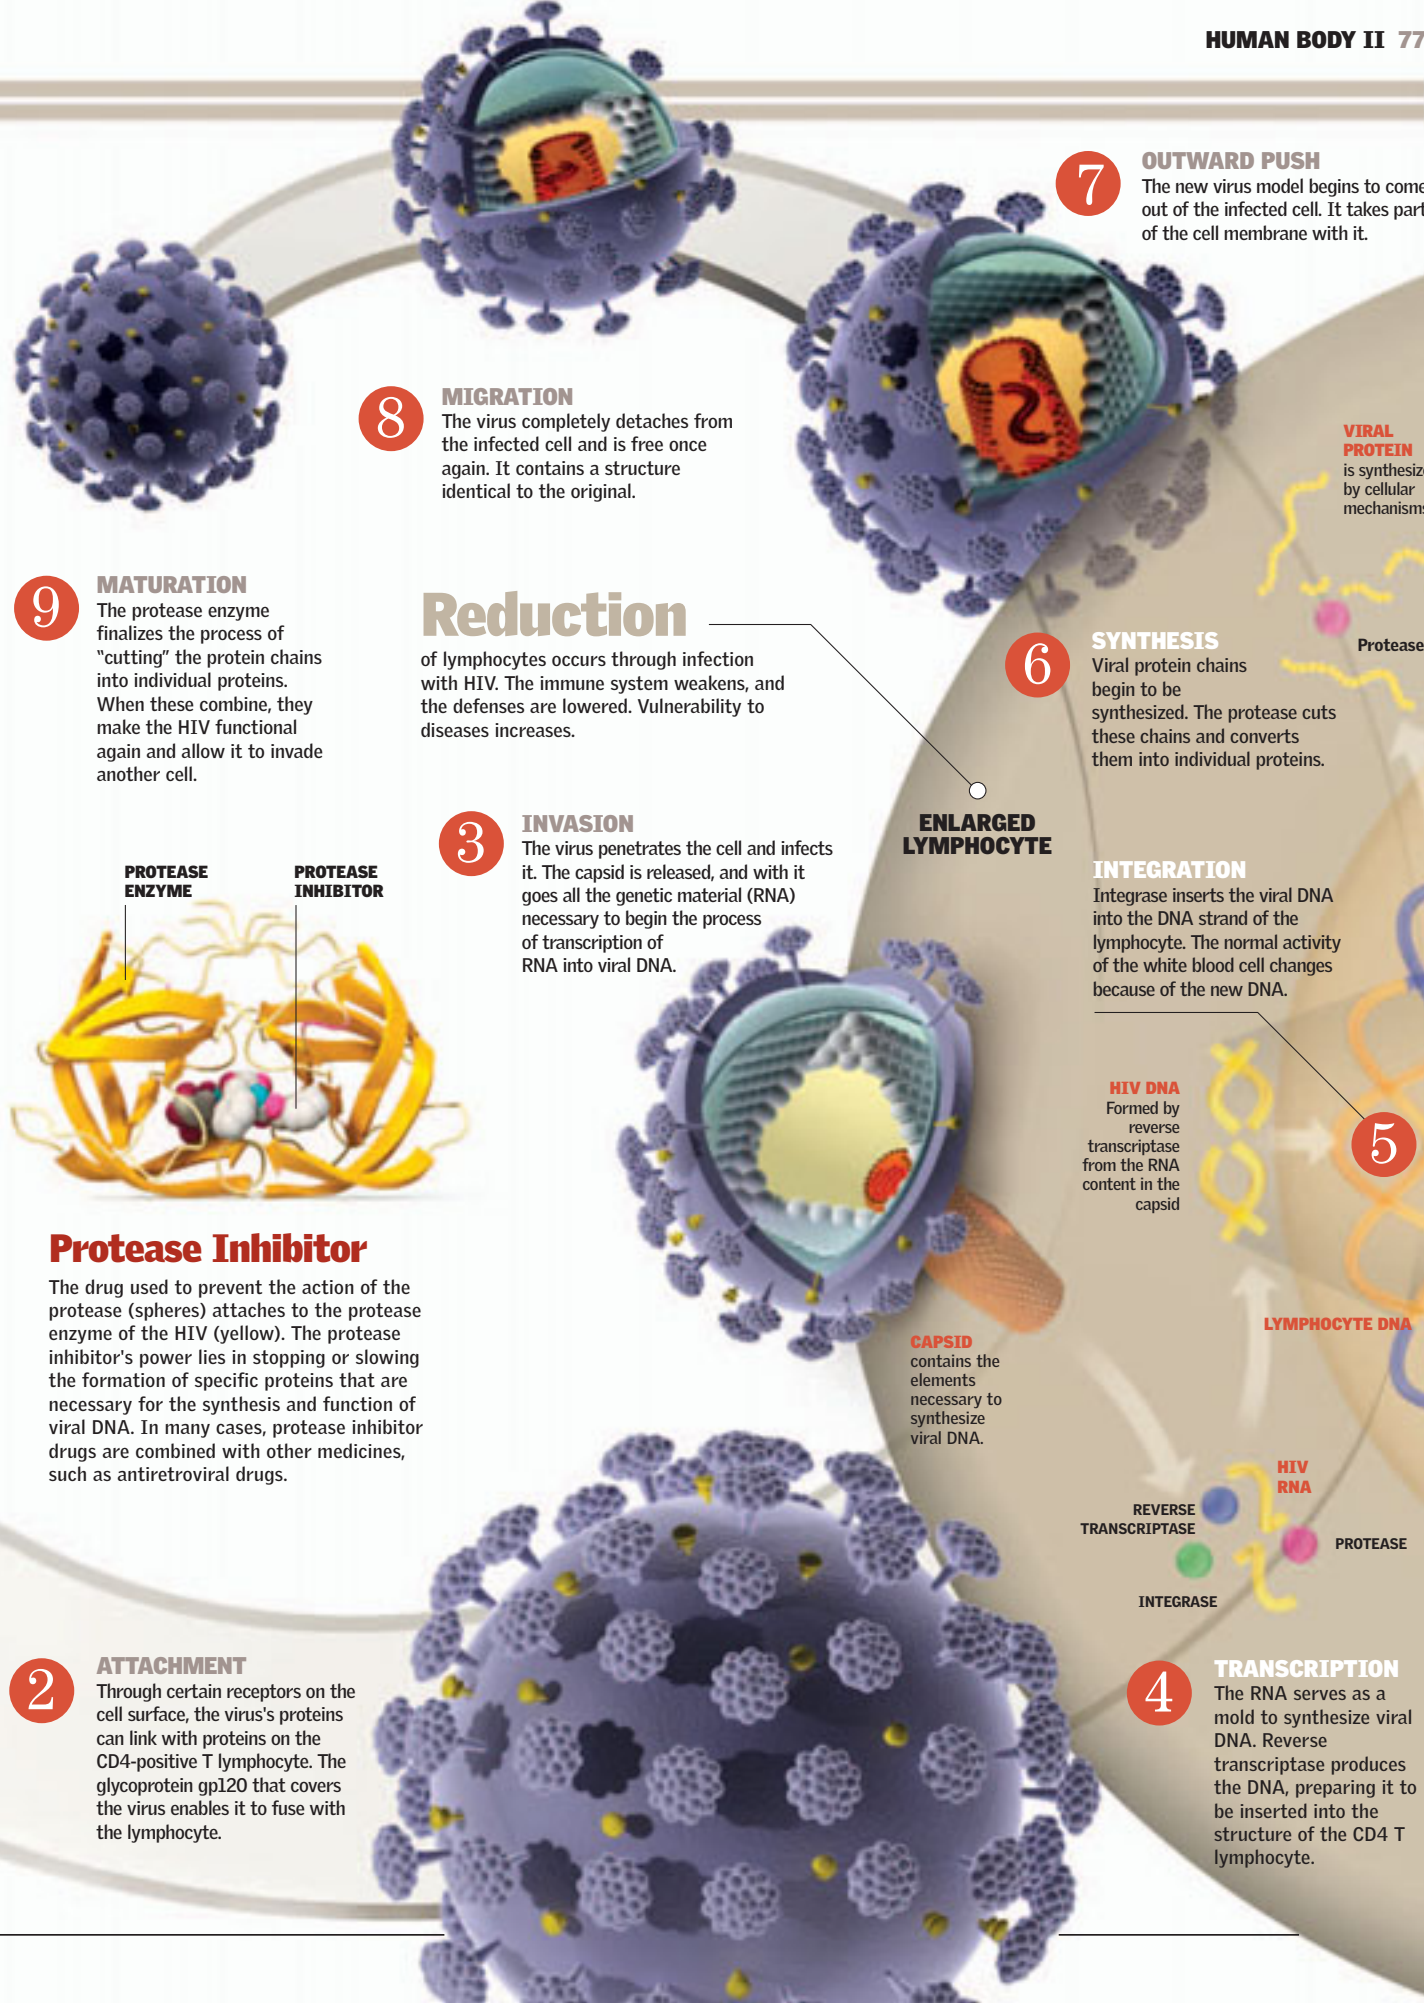 HUMAN BODY II 77
7
OUTWARD PUSH
The new virus model begins to come
out of the infected cell. It takes part
of the cell membrane with it.
8
MIGRATION
The virus completely detaches from
the infected cell and is free once
again. It contains a structure
identical to the original.
VIRAL
PROTEIN
is synthesize
by cellular
mechanisms
Protease
9
MATURATION
The protease enzyme
finalizes the process of
"cutting" the protein chains
into individual proteins.
When these combine, they
make the HIV functional
again and allow it to invade
another cell.
Reduction
of lymphocytes occurs through infection
with HIV. The immune system weakens, and
the defenses are lowered. Vulnerability to
diseases increases.
6
SYNTHESIS
Viral protein chains
begin to be
synthesized. The protease cuts
these chains and converts
them into individual proteins.
ENLARGED
LYMPHOCYTE
3
INVASION
The virus penetrates the cell and infects
it. The capsid is released, and with it
goes all the genetic material (RNA)
necessary to begin the process
of transcription of
RNA into viral DNA.
INTEGRATION
Integrase inserts the viral DNA
into the DNA strand of the
lymphocyte. The normal activity
of the white blood cell changes
because of the new DNA.
5
PROTEASE
ENZYME
PROTEASE
INHIBITOR
HIV DNA
Formed by
reverse
transcriptase
from the RNA
content in the
capsid
Protease Inhibitor
The drug used to prevent the action of the
protease (spheres) attaches to the protease
enzyme of the HIV (yellow). The protease
inhibitor's power lies in stopping or slowing
the formation of specific proteins that are
necessary for the synthesis and function of
viral DNA. In many cases, protease inhibitor
drugs are combined with other medicines,
such as antiretroviral drugs.
LYMPHOCYTE DNA
CAPSID
contains the
elements
necessary to
synthesize
viral DNA.
HIV
RNA
REVERSE
TRANSCRIPTASE
PROTEASE
INTEGRASE
2
ATTACHMENT
Through certain receptors on the
cell surface, the virus's proteins
can link with proteins on the
CD4-positive T lymphocyte. The
glycoprotein gp120 that covers
the virus enables it to fuse with
the lymphocyte.
4
TRANSCRIPTION
The RNA serves as a
mold to synthesize viral
DNA. Reverse
transcriptase produces
the DNA, preparing it to
be inserted into the
structure of the CD4 T
lymphocyte.